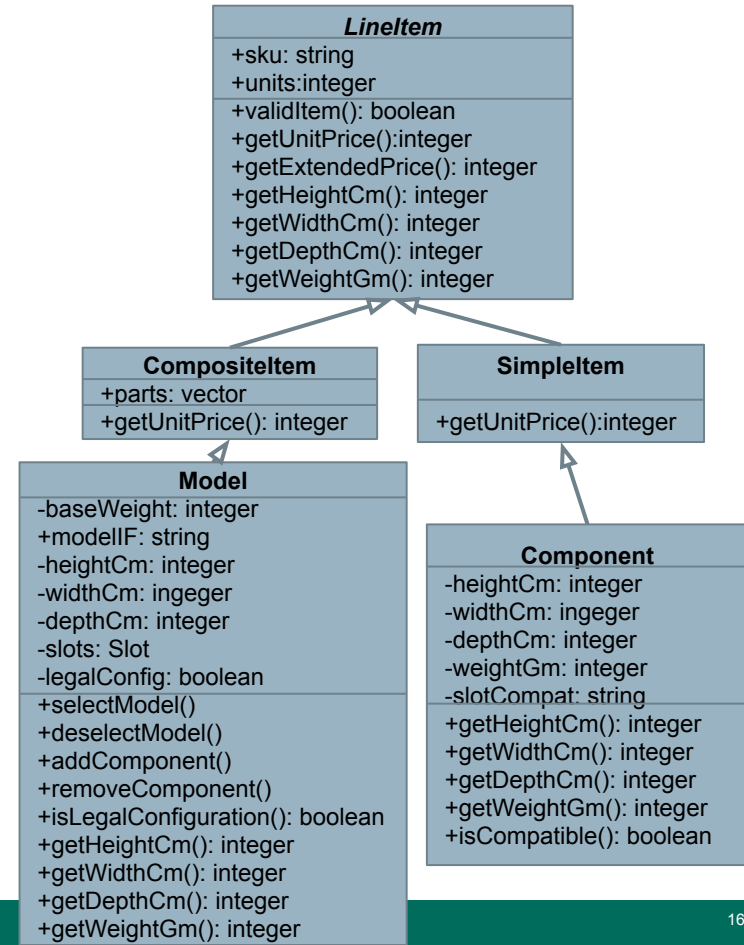 LineItem
+sku: string
+units:integer
+validItem(): boolean
+getUnitPrice():integer
+getExtendedPrice(): integer
+getHeightCm(): integer
+getWidthCm(): integer
+getDepthCm(): integer
+getWeightGm(): integer
CompositeItem
+parts: vector
+getUnitPrice(): integer
SimpleItem
+getUnitPrice():integer
Model
-baseWeight: integer
+modelIF: string
-heightCm: integer
-widthCm: ingeger
-depthCm: integer
-slots: Slot
-legalConfig: boolean
+selectModel()
+deselectModel()
+addComponent()
+removeComponent()
+isLegalConfiguration(): boolean
+getHeightCm(): integer
+getWidthCm(): integer
+getDepthCm(): integer
+getWeightGm(): integer
Component
-heightCm: integer
-widthCm: ingeger
-depthCm: integer
-weightGm: integer
-slotCompat: string
+getHeightCm(): integer
+getWidthCm(): integer
+getDepthCm(): integer
+getWeightGm(): integer
+isCompatible(): boolean
16